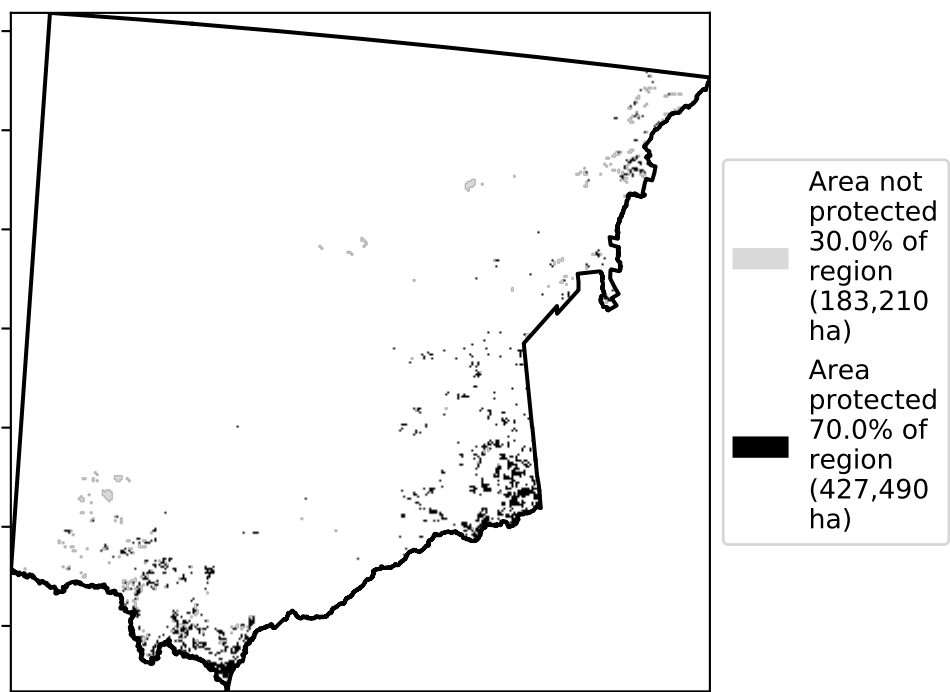 Area not
protected
30.0% of
region
(183,210
ha)
Area
protected
70.0% of
region
(427,490
ha)